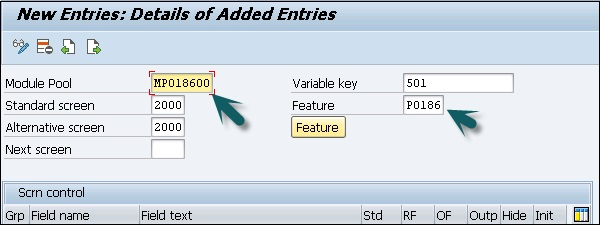 New Entries: Details of Added Entries
Module Pool MP018600 Variable key 501
Standard screen 2000 Feature P0186
Alternative screen 2000 Feature
Next screen
Scrn control
Grp Field name Field text Std RF OF Outp Hide Init